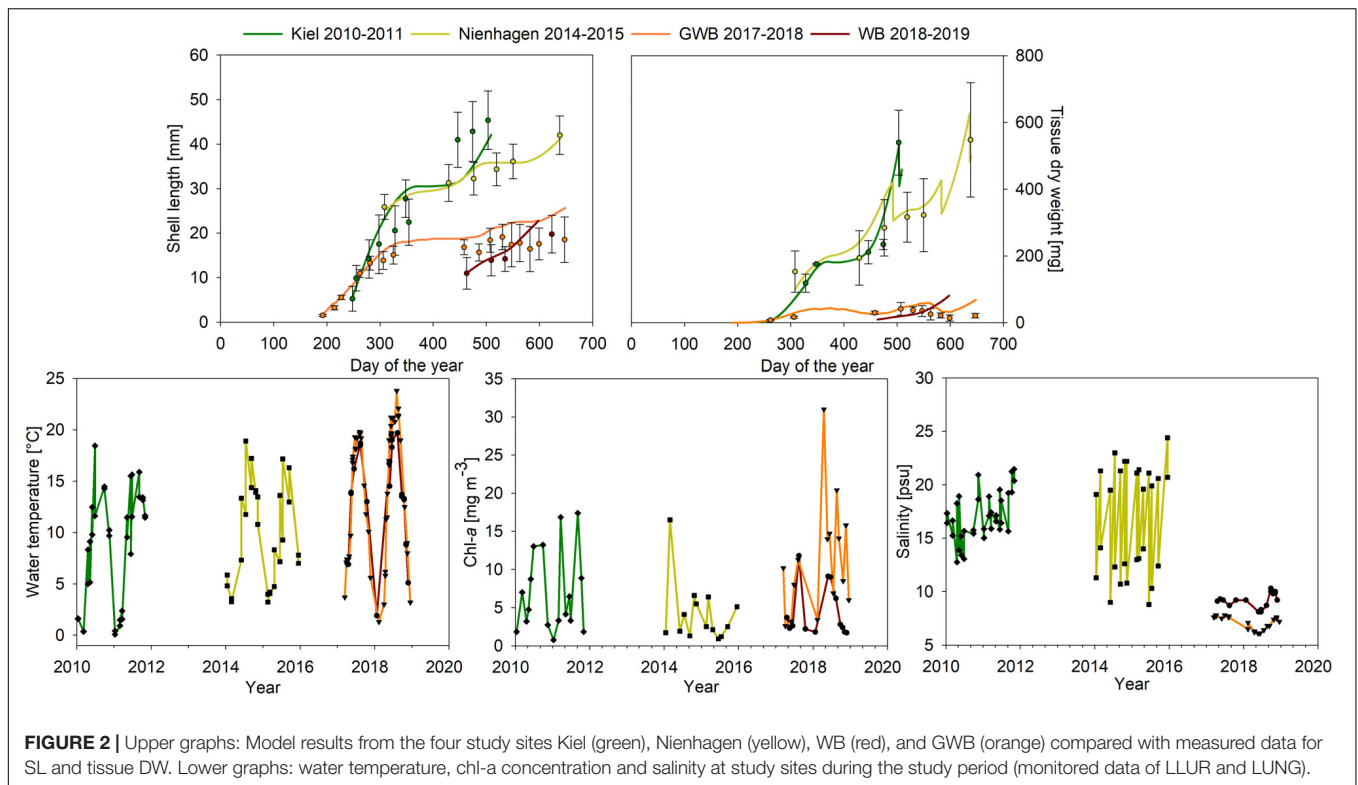 Kiel 2010-2011 Nienhagen 2014-2015 GWB 2017-2018 WB 2018-2019
Shell length [mm]
60
50
40
30
20
10
0
0 100 200 300 400 500 600 700
Day of the year
Tissue dry weight [mg]
800
600
400
200
0
0 100 200 300 400 500 600 700
Day of the year
Water temperature [°C]
25
20
15
10
5
0
2010 2012 2014 2016 2018 2020
Year
Chl-a [mg m-3]
35
30
25
20
15
10
5
0
2010 2012 2014 2016 2018 2020
Year
Salinity [psu]
30
25
20
15
10
5
2010 2012 2014 2016 2018 2020
Year
FIGURE 2 | Upper graphs: Model results from the four study sites Kiel (green), Nienhagen (yellow), WB (red), and GWB (orange) compared with measured data for
SL and tissue DW. Lower graphs: water temperature, chl-a concentration and salinity at study sites during the study period (monitored data of LLUR and LUNG).